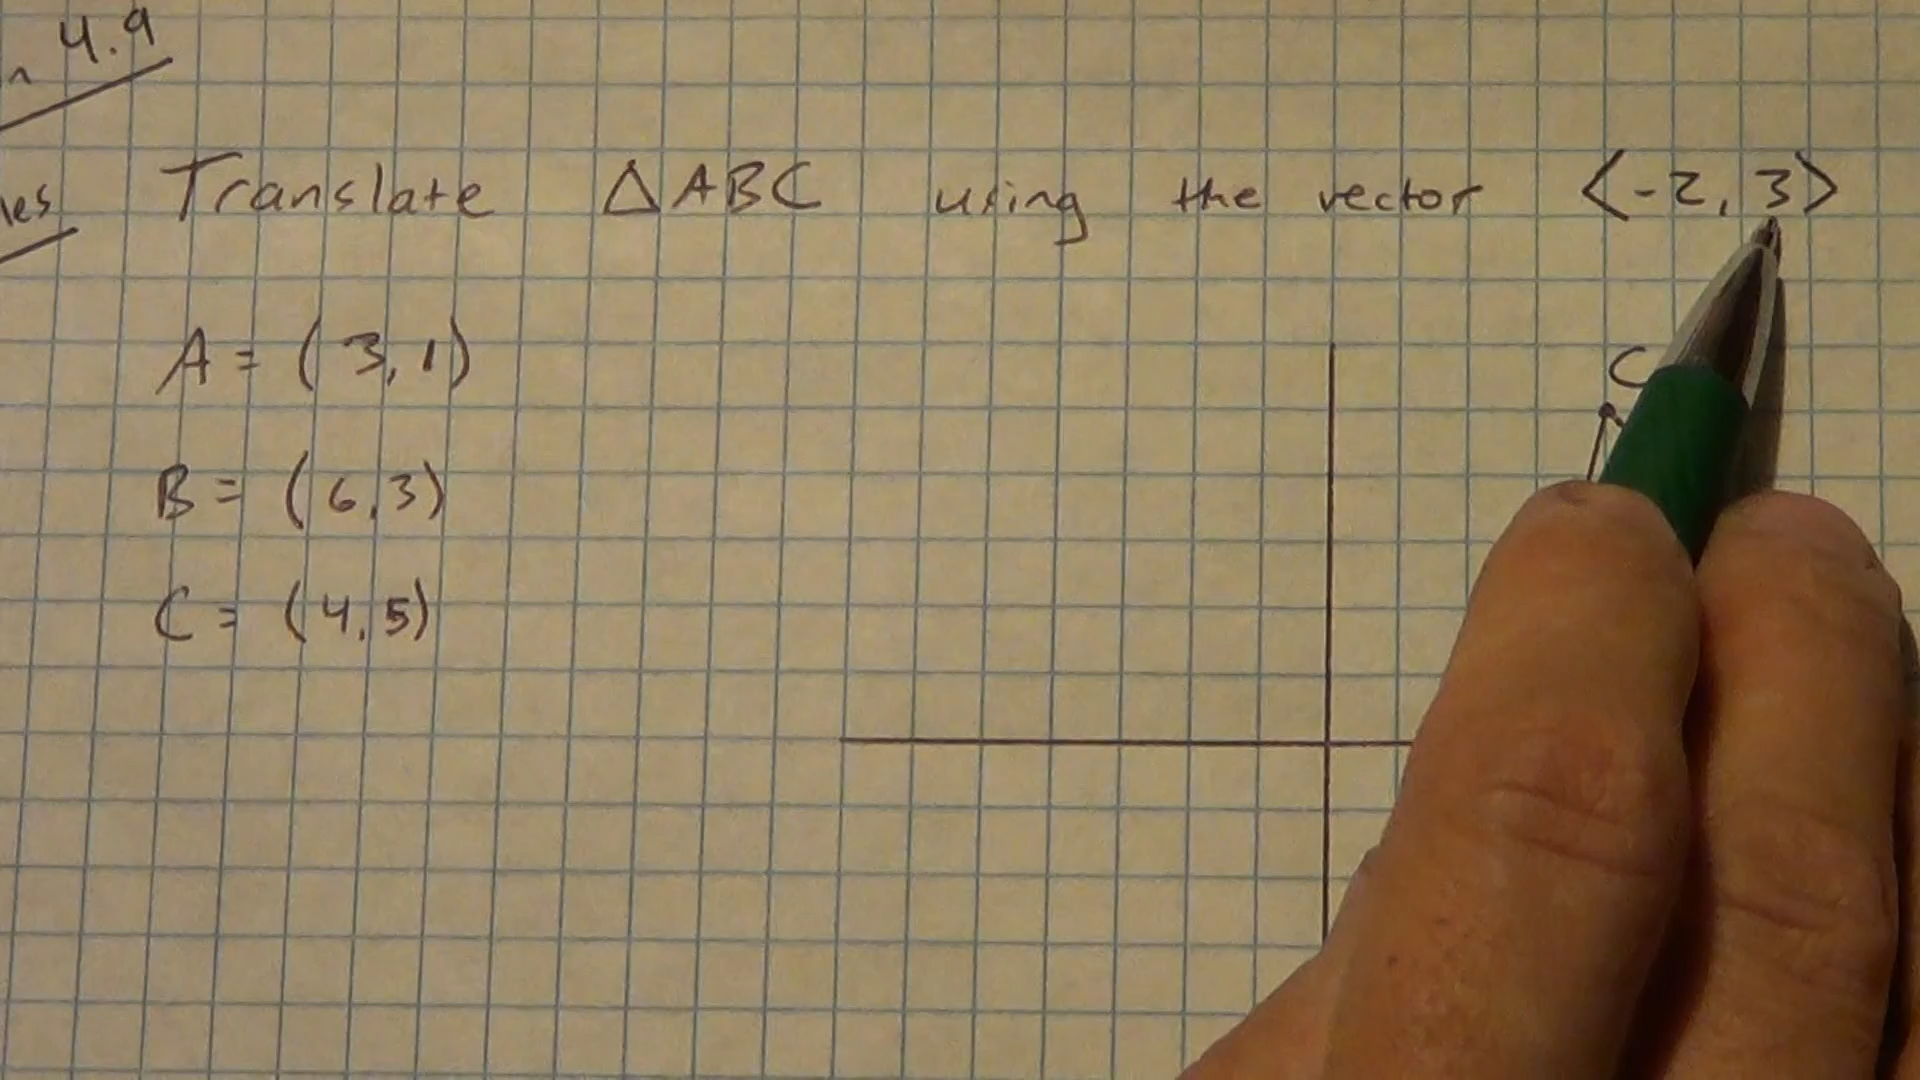 4.9
Translate △ABC using the vector <-2, 3>
A = (3, 1)
B = (6, 3)
C = (4, 5)
C